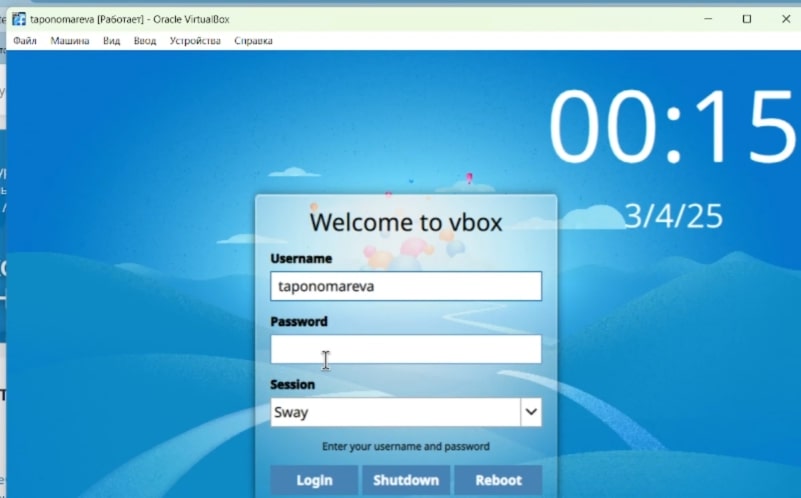 taponomareva [Работает] - Oracle VirtualBox
Файл Машина Вид Ввод Устройства Справка
00:15
3/4/25
Welcome to vbox
Username
taponomareva
Password
Session
Sway
Enter your username and password
Login Shutdown Reboot